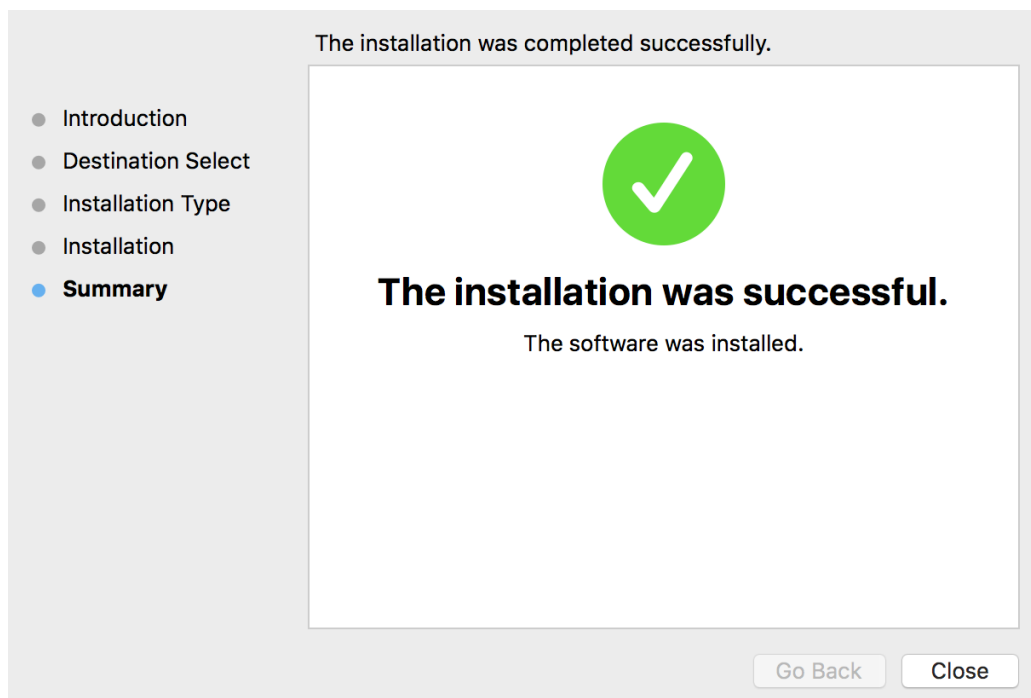 The installation was completed successfully.
Introduction
Destination Select
Installation Type
Installation
Summary
The installation was successful.
The software was installed.
Go Back
Close